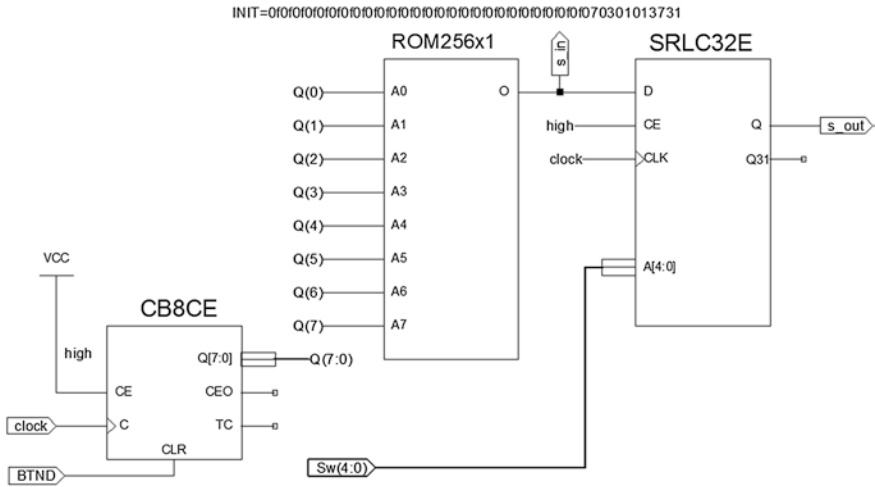 INIT=0f0f0f0f0f0f0f0f0f0f0f0f0f0f0f0f0f0f0f0f0f0f0f0f0f0f070301013731
ROM256x1
s_in
SRLC32E
Q(0)
A0
O
D
Q(1)
A1
high
CE
Q
s_out
Q(2)
A2
clock
CLK
Q31
Q(3)
A3
Q(4)
A4
Q(5)
A5
A[4:0]
Q(6)
A6
Q(7)
A7
VCC
CB8CE
high
Q[7:0]
Q(7:0)
CE
CEO
clock
C
TC
CLR
BTND
Sw(4:0)